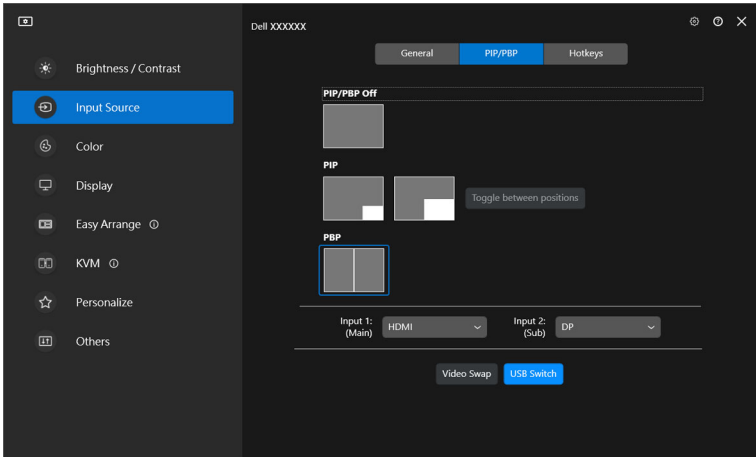 Dell XXXXXX
General PIP/PBP Hotkeys
Brightness / Contrast
Input Source
Color
Display
Easy Arrange
KVM
Personalize
Others
PIP/PBP Off
PIP
Toggle between positions
PBP
Input 1: HDMI Input 2: DP
(Main) (Sub)
Video Swap USB Switch